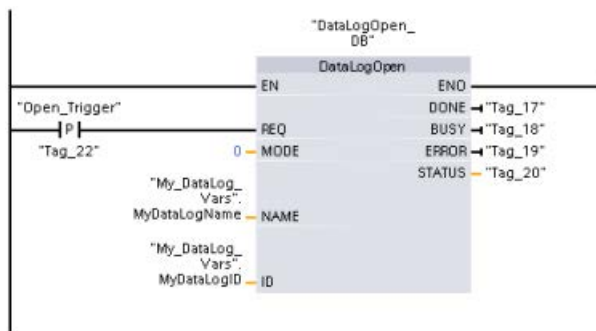 "DataLogOpen_
DB"
DataLogOpen
EN
ENO
"Open_Trigger"
DONE
"Tag_17"
P
REQ
BUSY
"Tag_18"
"Tag_22"
0
MODE
ERROR
"Tag_19"
STATUS
"Tag_20"
"My_DataLog_
Vars".
MyDataLogName
NAME
"My_DataLog_
Vars".
MyDataLogID
ID